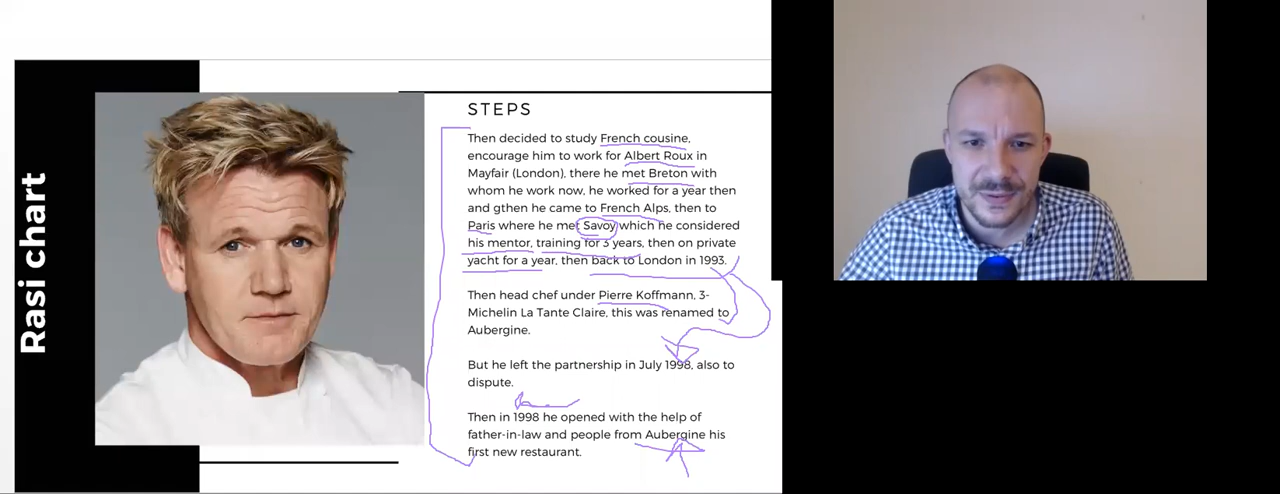 Rasi chart
STEPS
Then decided to study French cousine,
encourage him to work for Albert Roux in
Mayfair (London), there he met Breton with
whom he work now, he worked for a year then
and gthen he came to French Alps, then to
Paris where he met Savoy which he considered
his mentor, training for 3 years, then on private
yacht for a year, then back to London in 1993.
Then head chef under Pierre Koffmann, 3-
Michelin La Tante Claire, this was renamed to
Aubergine.
But he left the partnership in July 1998, also to
dispute.
Then in 1998 he opened with the help of
father-in-law and people from Aubergine his
first new restaurant.